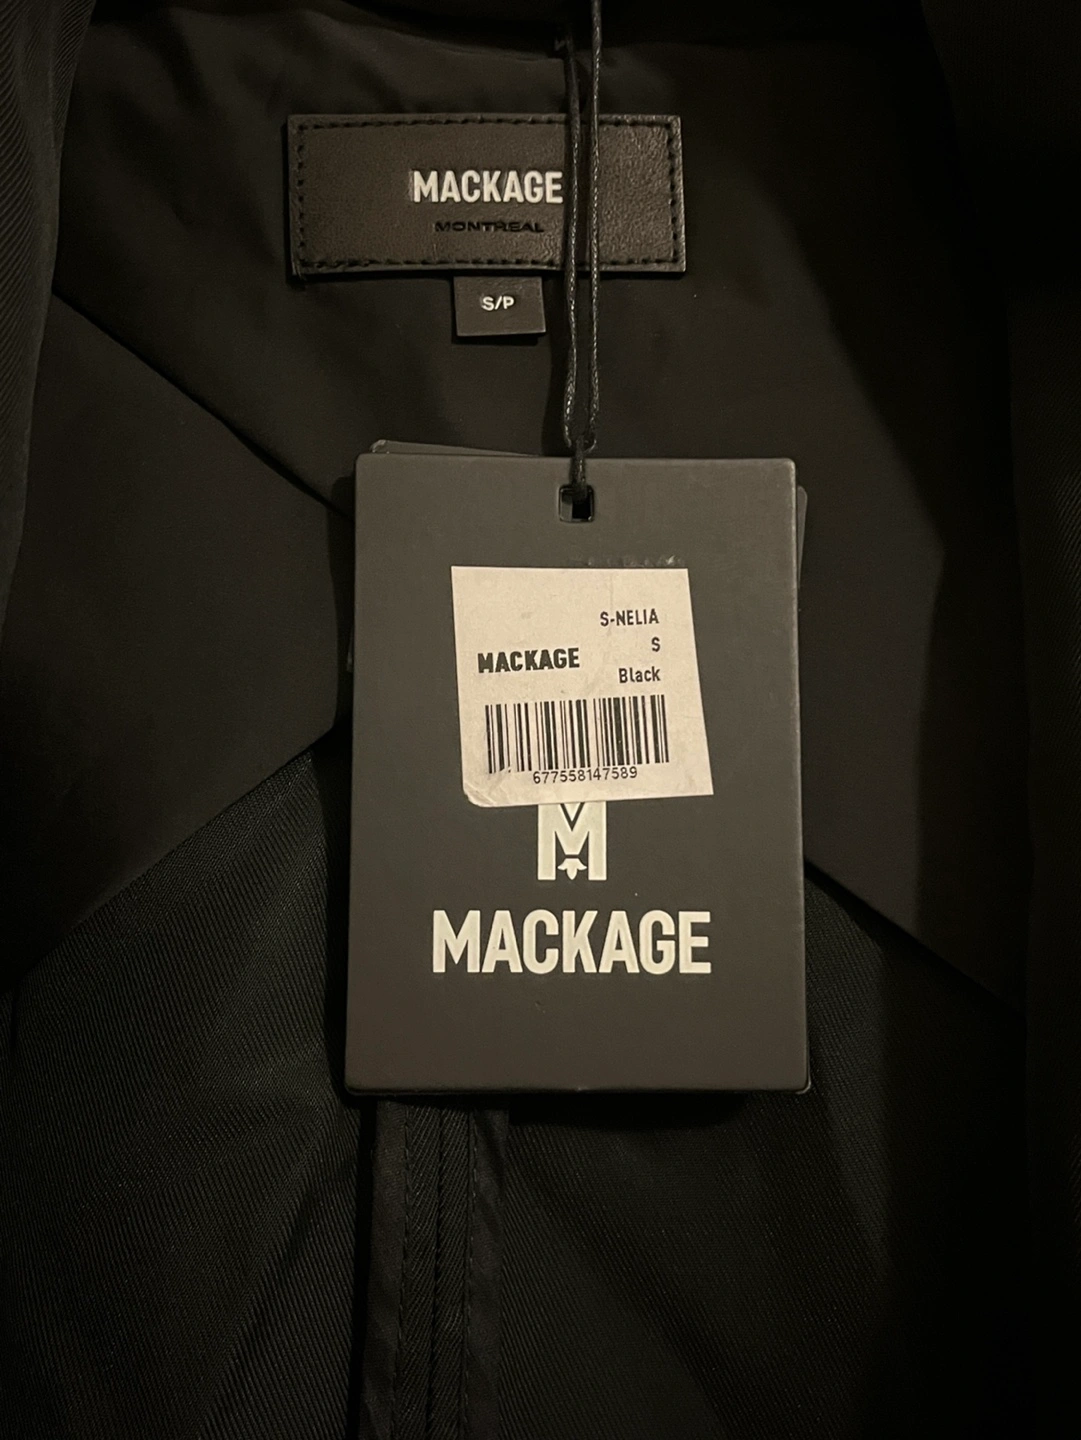 MACKAGE
MONTREAL
S/P
S-NELIA
S
MACKAGE
Black
677558147589
M
MACKAGE